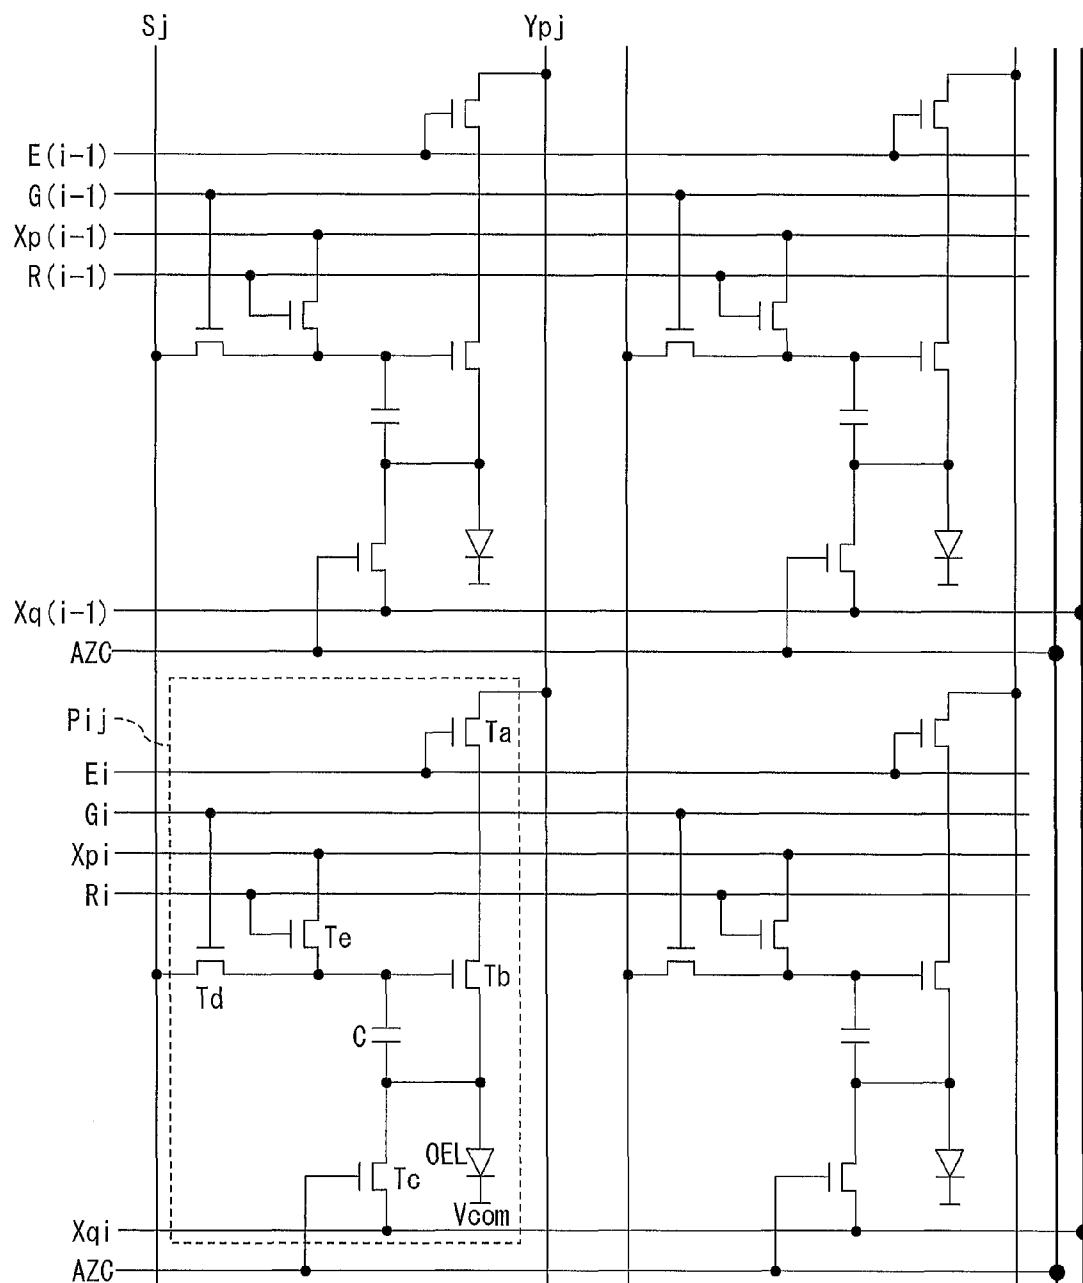 Sj
Ypj
E(i-1)
G(i-1)
Xp(i-1)
R(i-1)
Xq(i-1)
AZC
Pij
Ta
Ei
Gi
Xpi
Ri
Te
Tb
Td
C
OEL
Tc
Vcom
Xqi
AZC